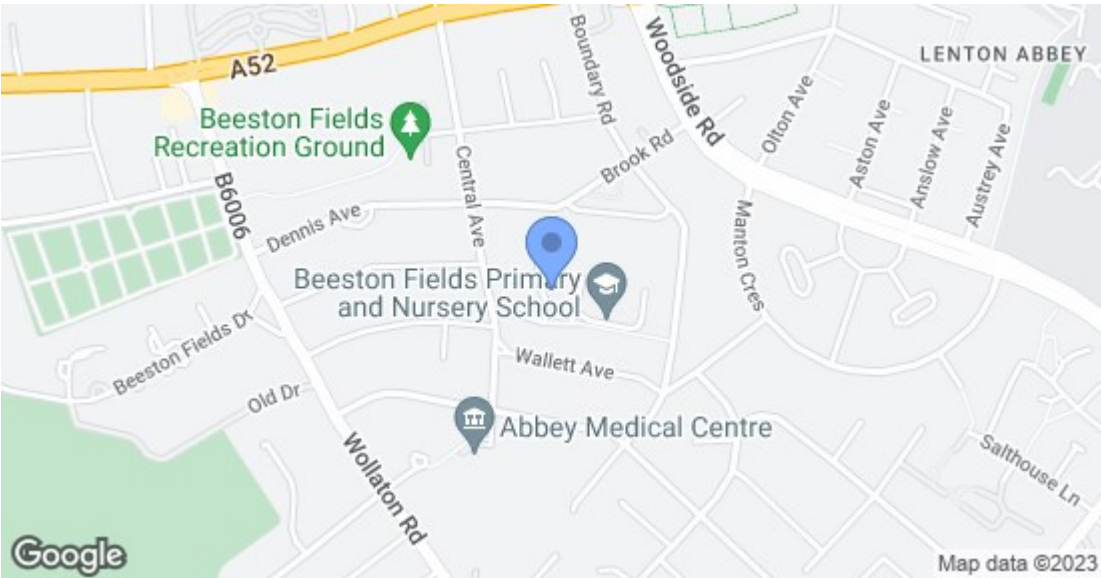 A52
Boundary Rd
Woodside Rd
LENTON ABBEY
Beeston Fields
Recreation Ground
B6006
Central Ave
Brook Rd
Olton Ave
Aston Ave
Anslow Ave
Austrey Ave
Dennis Ave
Manton Cres
Beeston Fields Primary
and Nursery School
Beeston Fields Dr
Wallett Ave
Old Dr
Abbey Medical Centre
Wollaton Rd
Salthouse Ln
Google
Map data ©2023